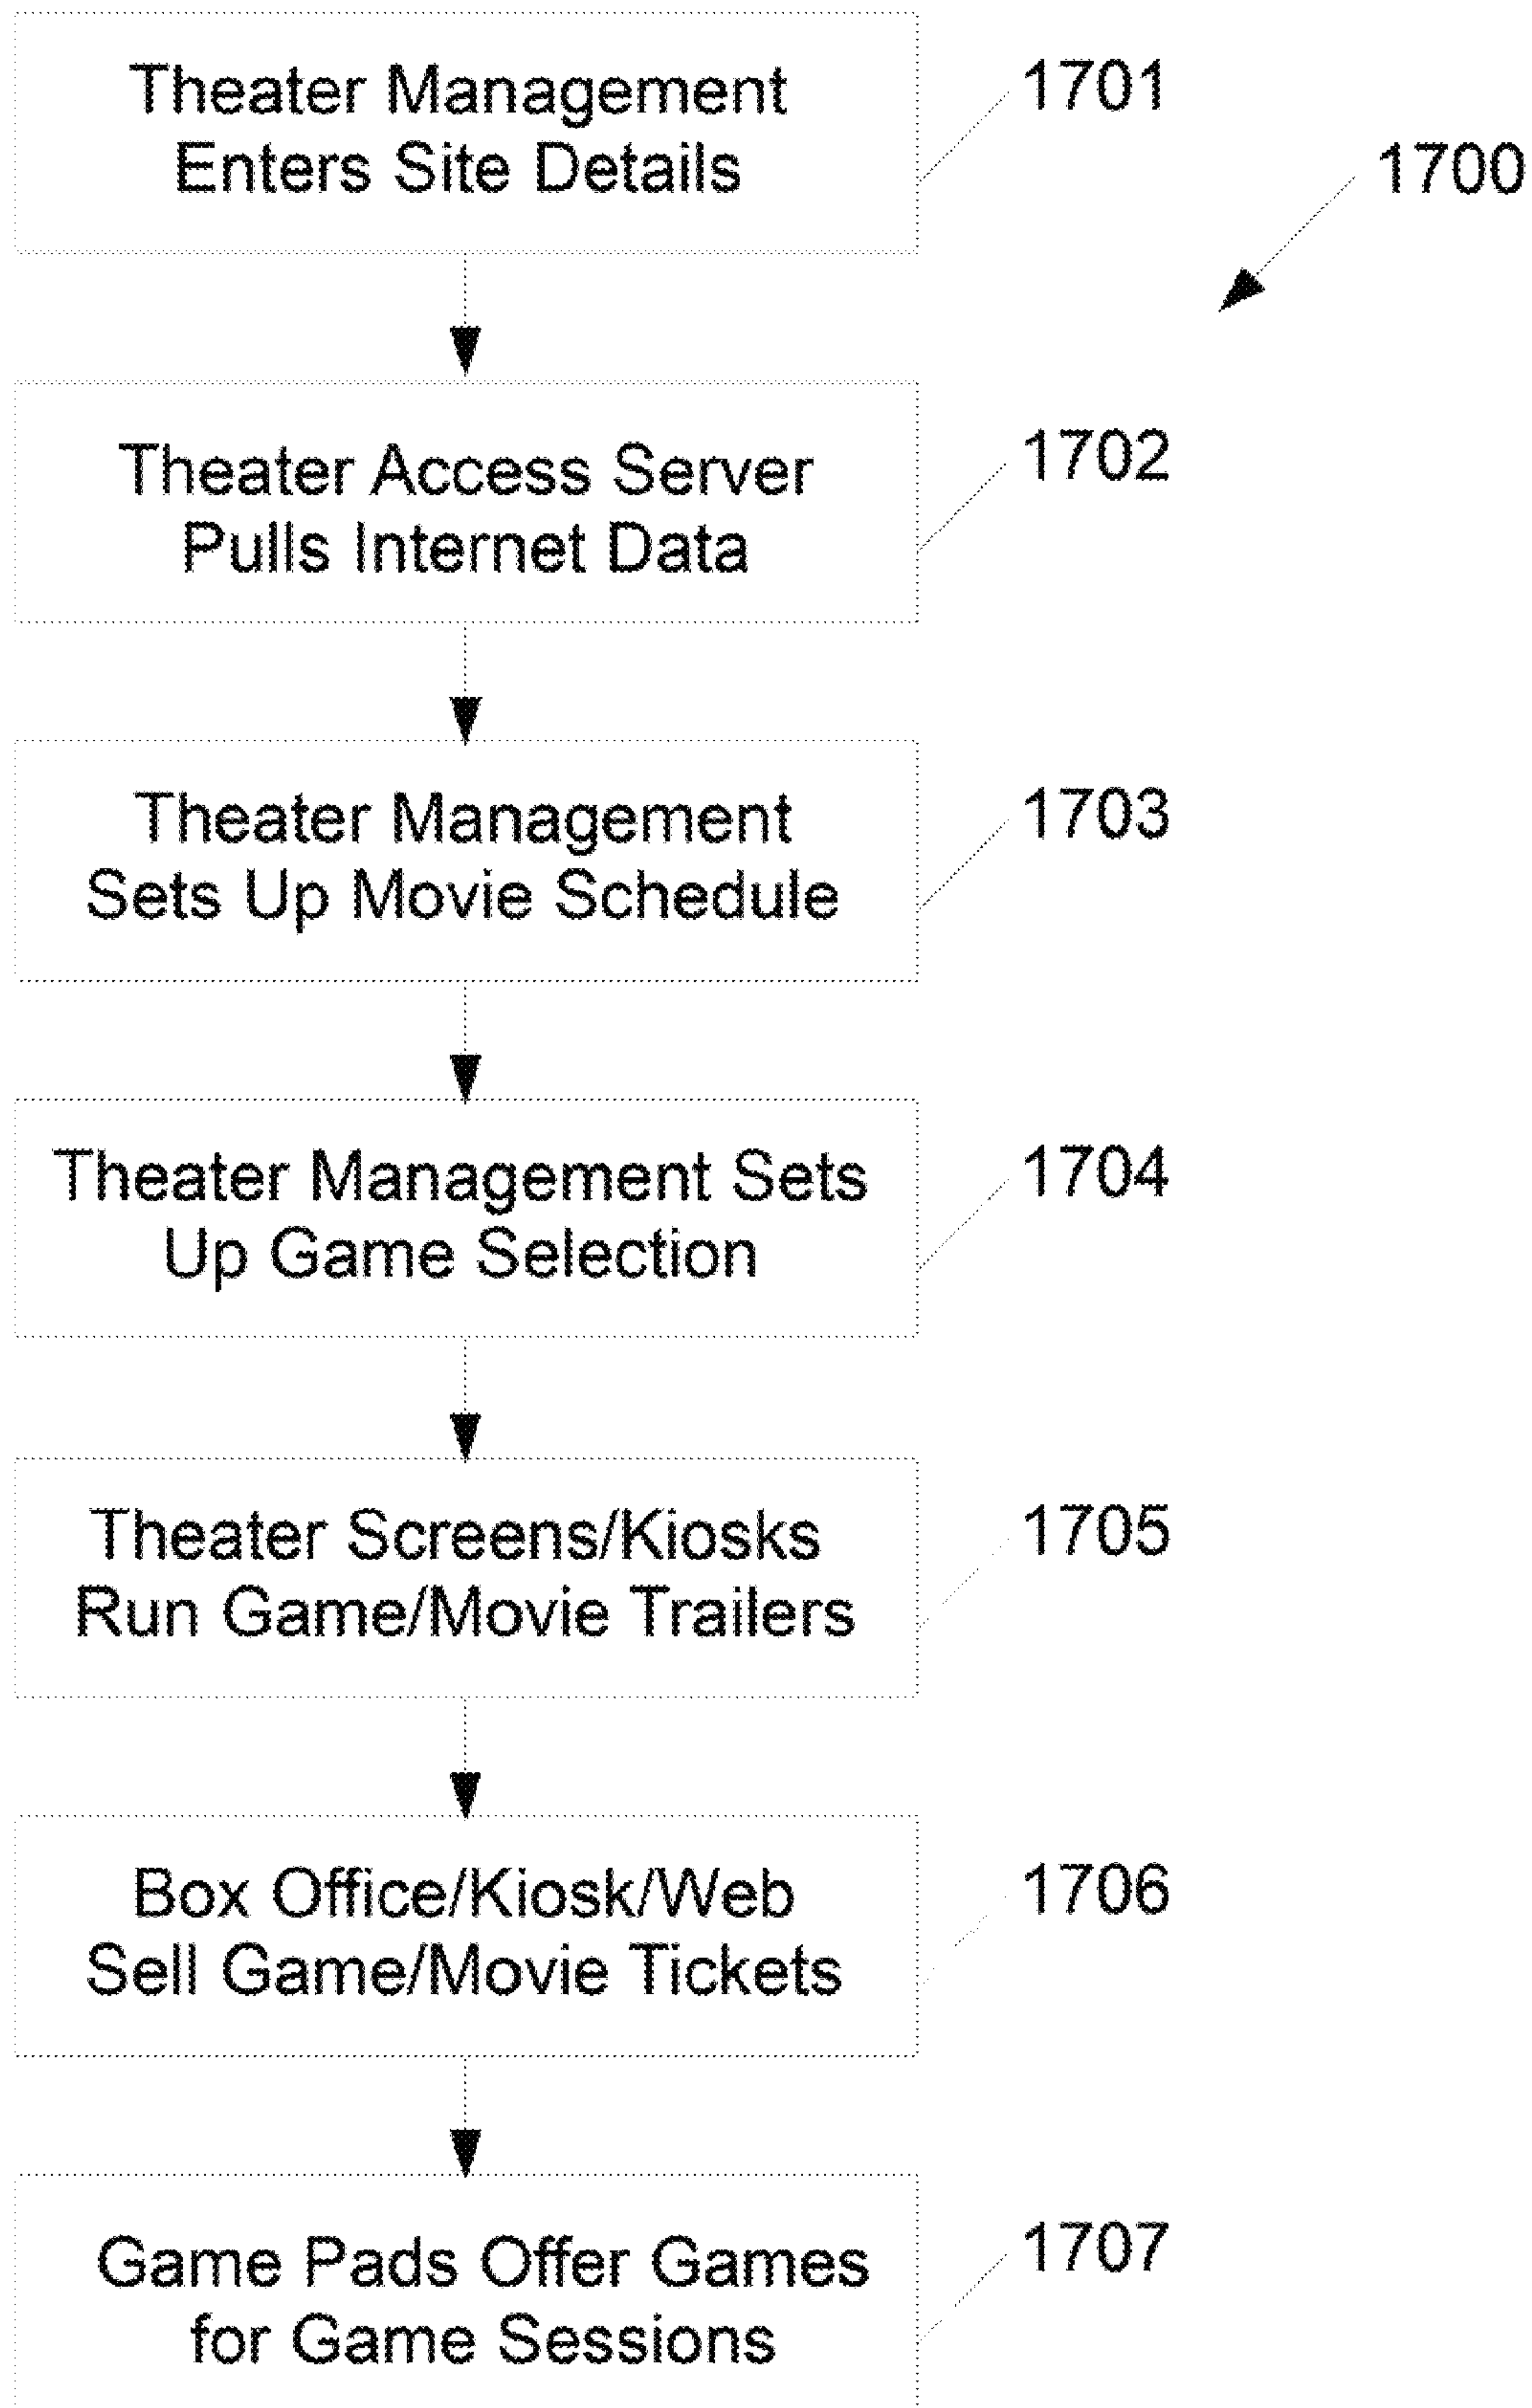 Theater Management
Enters Site Details
1701
1700
Theater Access Server
Pulls Internet Data
1702
Theater Management
Sets Up Movie Schedule
1703
Theater Management Sets
Up Game Selection
1704
Theater Screens/Kiosks
Run Game/Movie Trailers
1705
Box Office/Kiosk/Web
Sell Game/Movie Tickets
1706
Game Pads Offer Games
for Game Sessions
1707